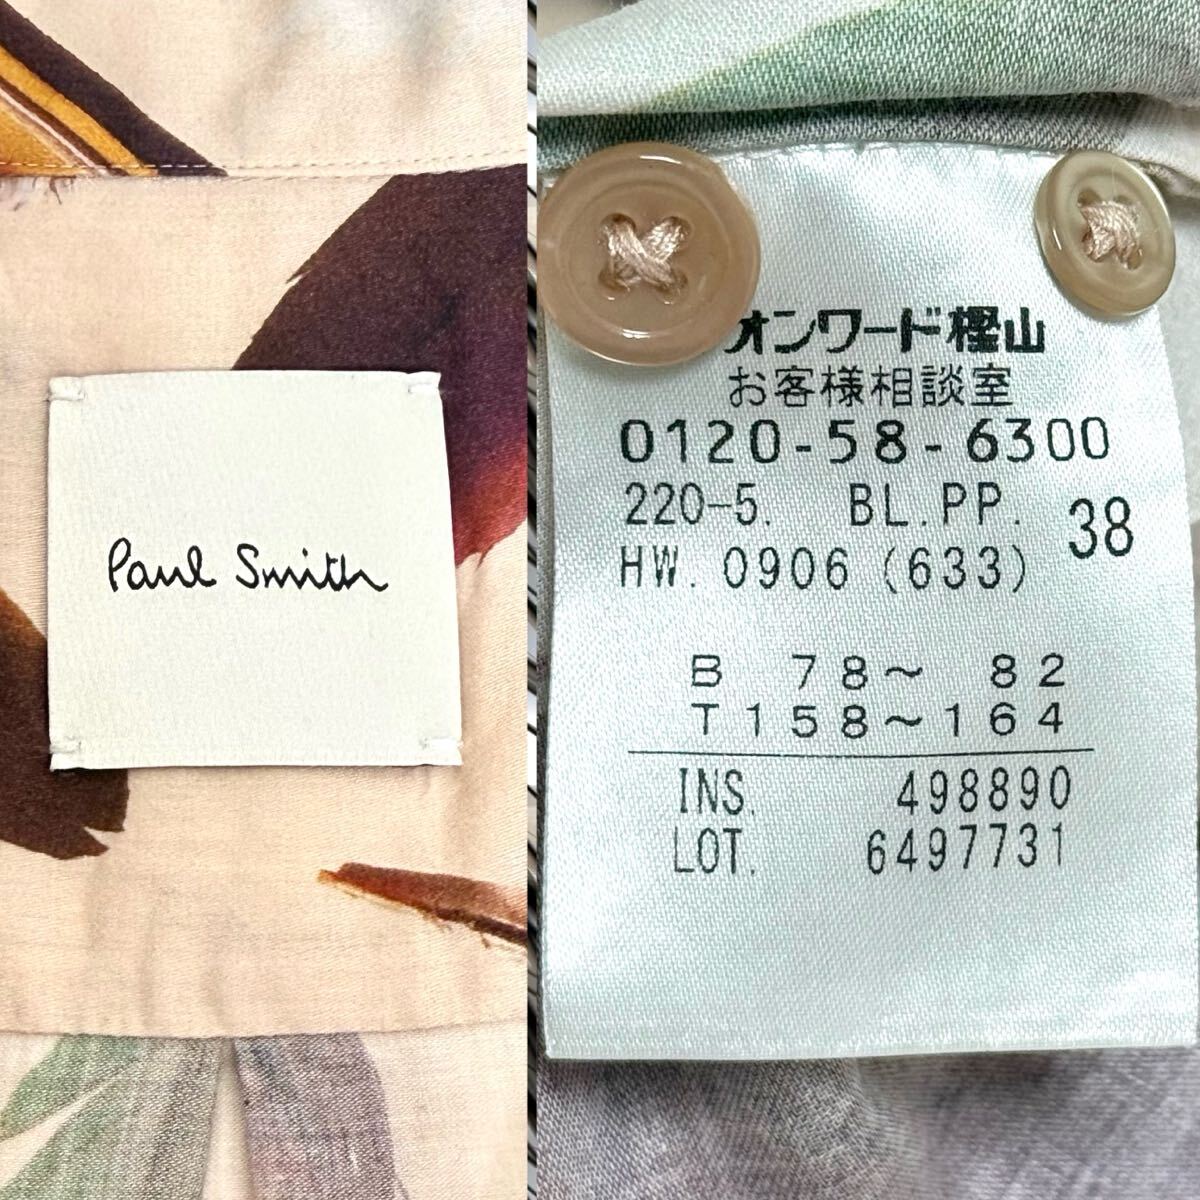 Paul Smith
オンワード樫山
お客様相談室
0120-58-6300
220-5. BL.PP. 38
HW. 0906 (633)
B 78～ 82
T158～164
INS. 498890
LOT. 6497731